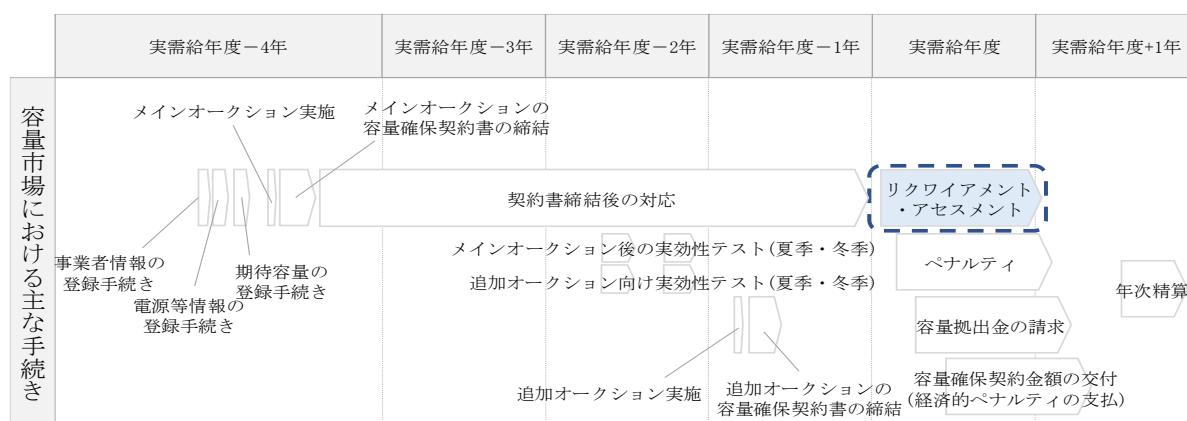 実需給年度－4年
実需給年度－3年
実需給年度－2年
実需給年度－1年
実需給年度
実需給年度+1年
容量市場における主な手続き
メインオークション実施
メインオークションの
容量確保契約書の締結
契約書締結後の対応
リクワイアメント
・アセスメント
事業者情報の
登録手続き
電源等情報の
登録手続き
期待容量の
登録手続き
メインオークション後の実効性テスト(夏季・冬季)
追加オークション向け実効性テスト(夏季・冬季)
ペナルティ
年次精算
容量拠出金の請求
追加オークション実施
追加オークションの
容量確保契約書の締結
容量確保契約金額の交付
(経済的ペナルティの支払)